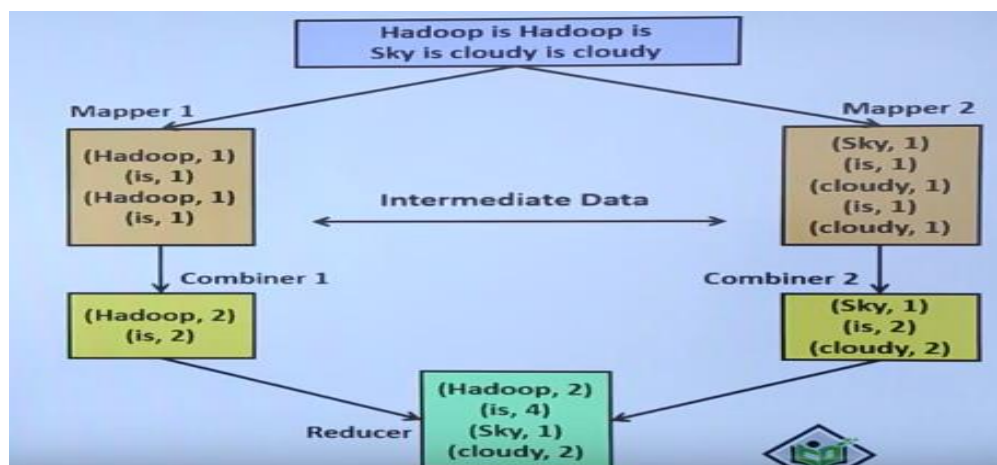 Hadoop is Hadoop is
Sky is cloudy is cloudy
Mapper 1
Mapper 2
(Hadoop, 1)
(is, 1)
(Hadoop, 1)
(is, 1)
Intermediate Data
(Sky, 1)
(is, 1)
(cloudy, 1)
(is, 1)
(cloudy, 1)
Combiner 1
Combiner 2
(Hadoop, 2)
(is, 2)
(Sky, 1)
(is, 2)
(cloudy, 2)
Reducer
(Hadoop, 2)
(is, 4)
(Sky, 1)
(cloudy, 2)